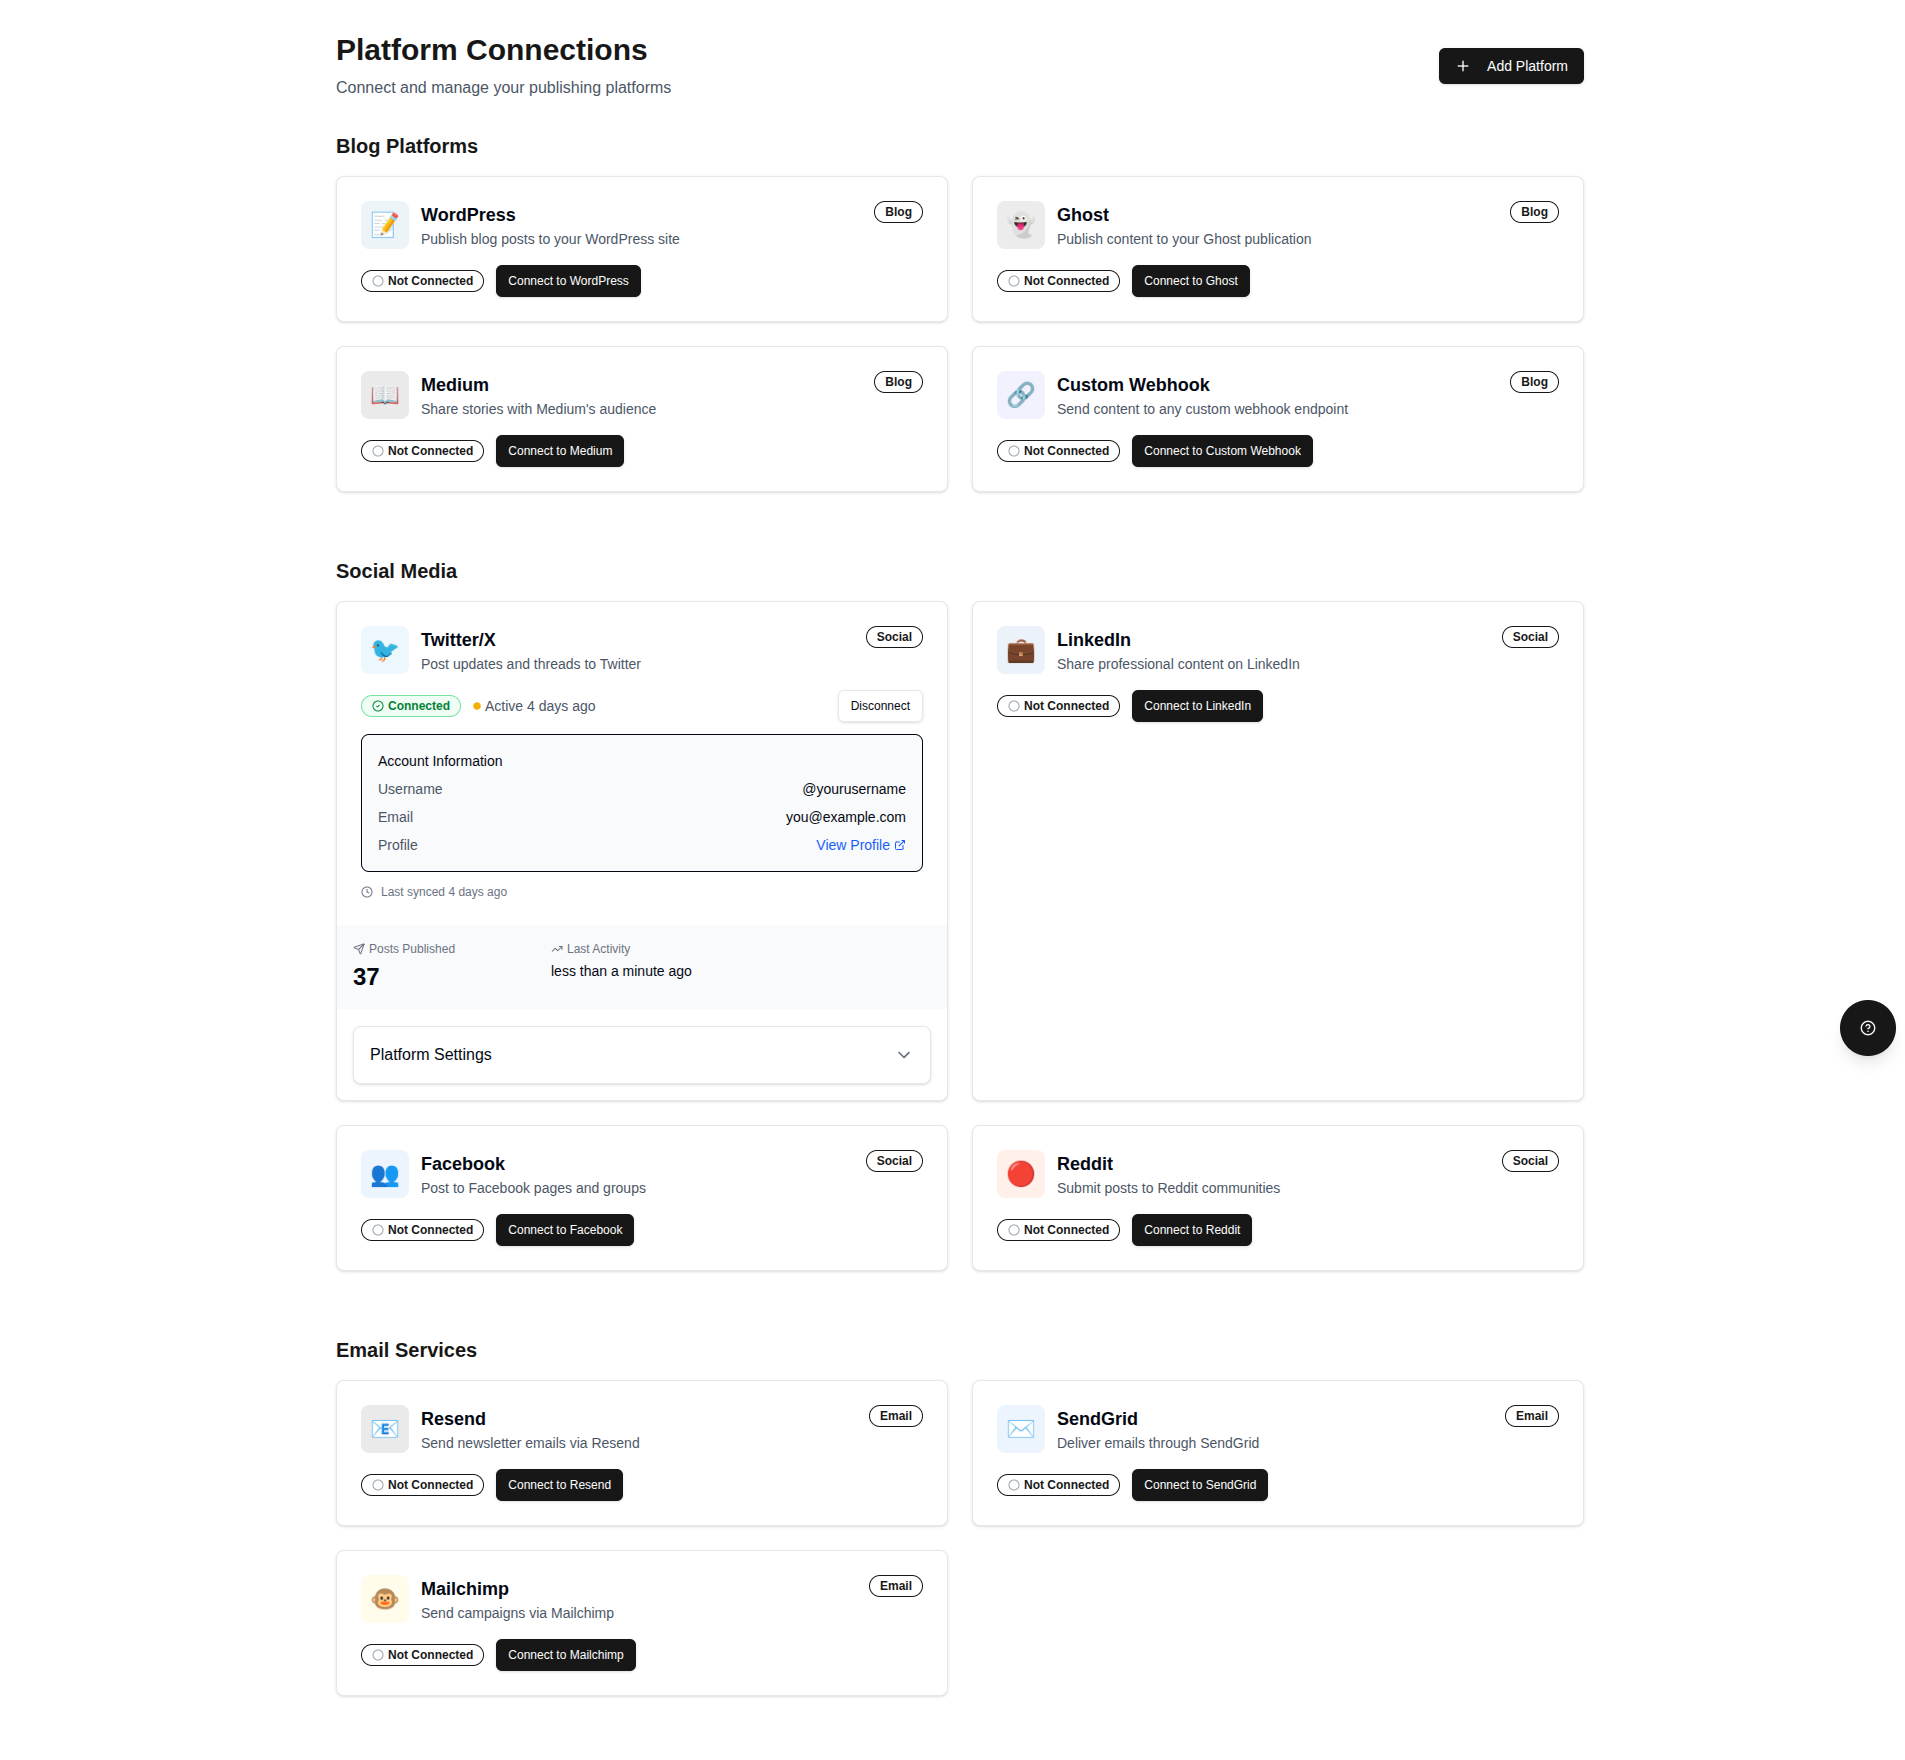 Platform Connections
Connect and manage your publishing platforms
Add Platform
Blog Platforms
WordPress
Publish blog posts to your WordPress site
Blog
Not Connected
Connect to WordPress
Ghost
Publish content to your Ghost publication
Blog
Not Connected
Connect to Ghost
Medium
Share stories with Medium's audience
Blog
Not Connected
Connect to Medium
Custom Webhook
Send content to any custom webhook endpoint
Blog
Not Connected
Connect to Custom Webhook
Social Media
Twitter/X
Post updates and threads to Twitter
Social
Connected
Active 4 days ago
Disconnect
Account Information
Username @yourusername
Email you@example.com
Profile View Profile
Last synced 4 days ago
Posts Published
37
Last Activity
less than a minute ago
Platform Settings
LinkedIn
Share professional content on LinkedIn
Social
Not Connected
Connect to LinkedIn
Facebook
Post to Facebook pages and groups
Social
Not Connected
Connect to Facebook
Reddit
Submit posts to Reddit communities
Social
Not Connected
Connect to Reddit
Email Services
Resend
Send newsletter emails via Resend
Email
Not Connected
Connect to Resend
SendGrid
Deliver emails through SendGrid
Email
Not Connected
Connect to SendGrid
Mailchimp
Send campaigns via Mailchimp
Email
Not Connected
Connect to Mailchimp